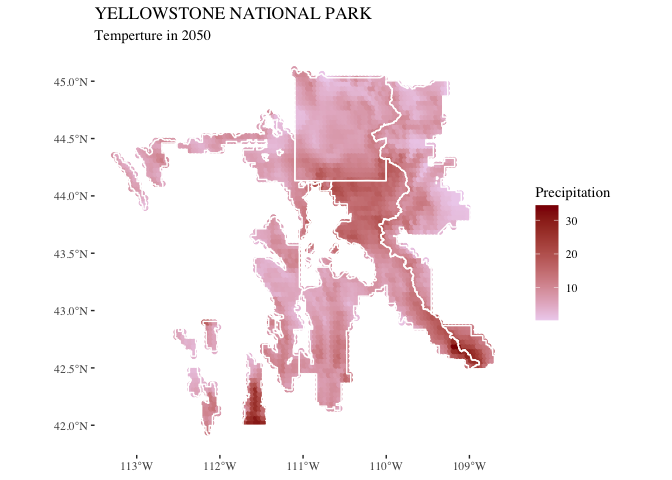 YELLOWSTONE NATIONAL PARK
Temperture in 2050
45.0°N
44.5°N
44.0°N
43.5°N
43.0°N
42.5°N
42.0°N
113°W 112°W 111°W 110°W 109°W
Precipitation
30
20
10